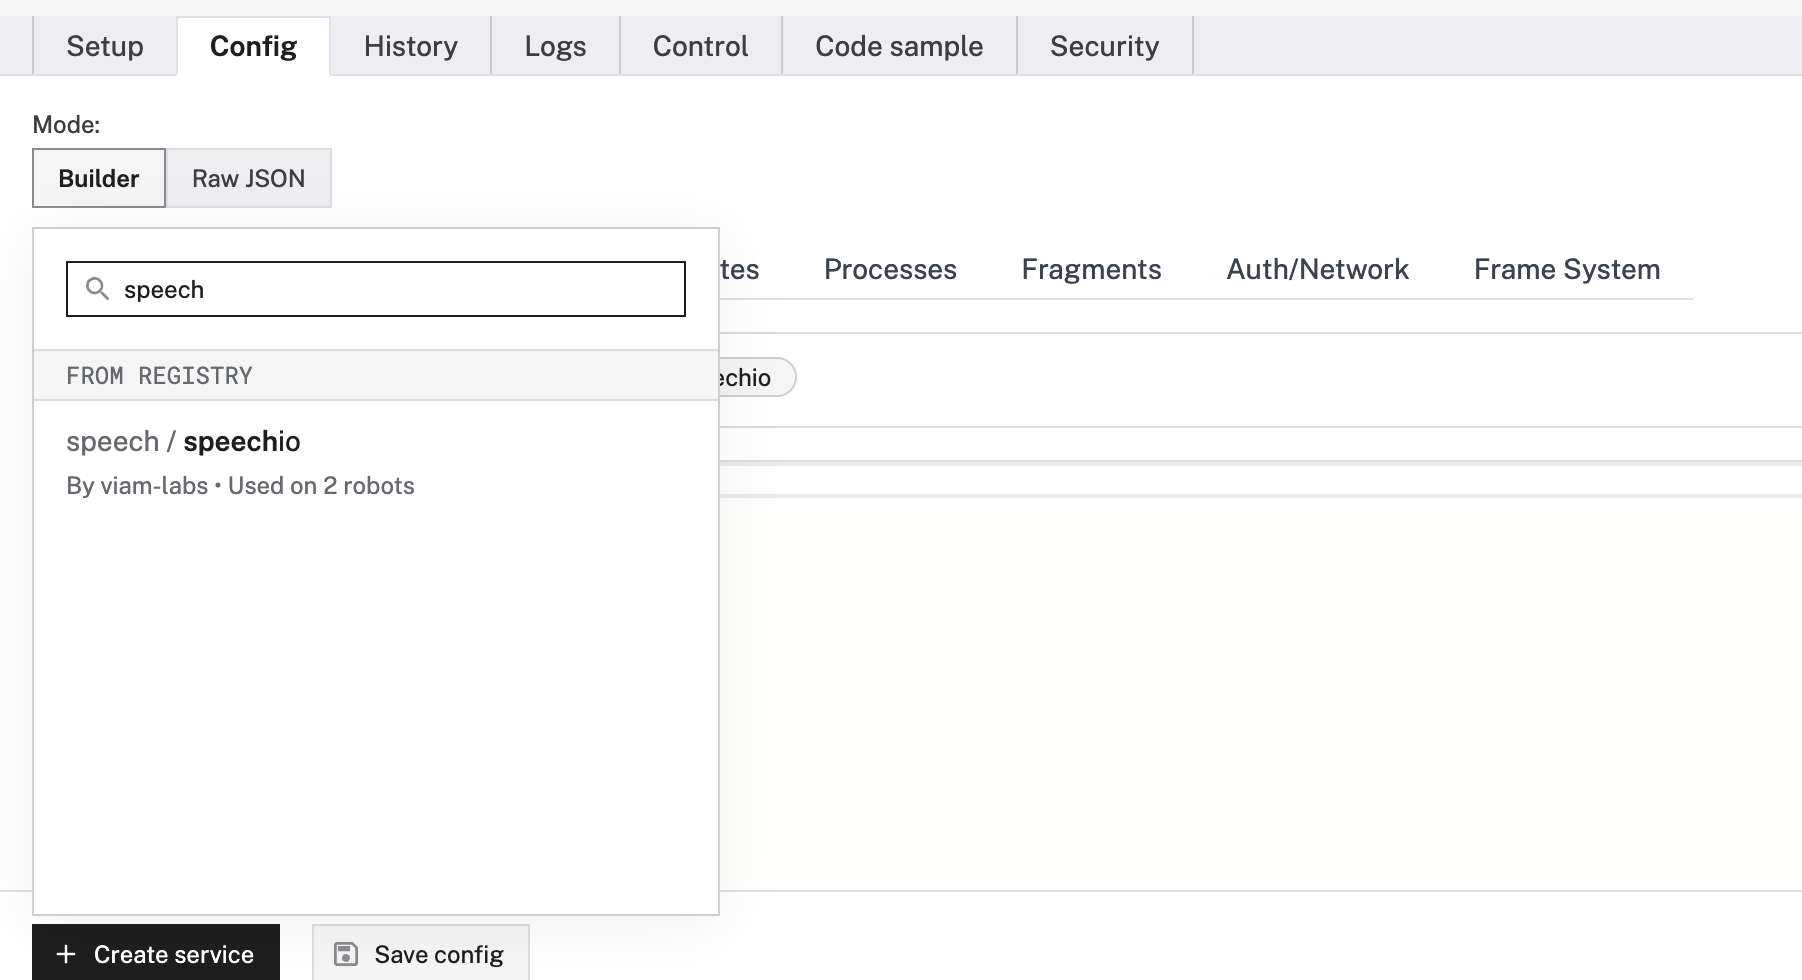 Setup Config History Logs Control Code sample Security
Mode:
Builder Raw JSON
speech
tes Processes Fragments Auth/Network Frame System
FROM REGISTRY
echio
speech / speechio
By viam-labs • Used on 2 robots
+ Create service Save config